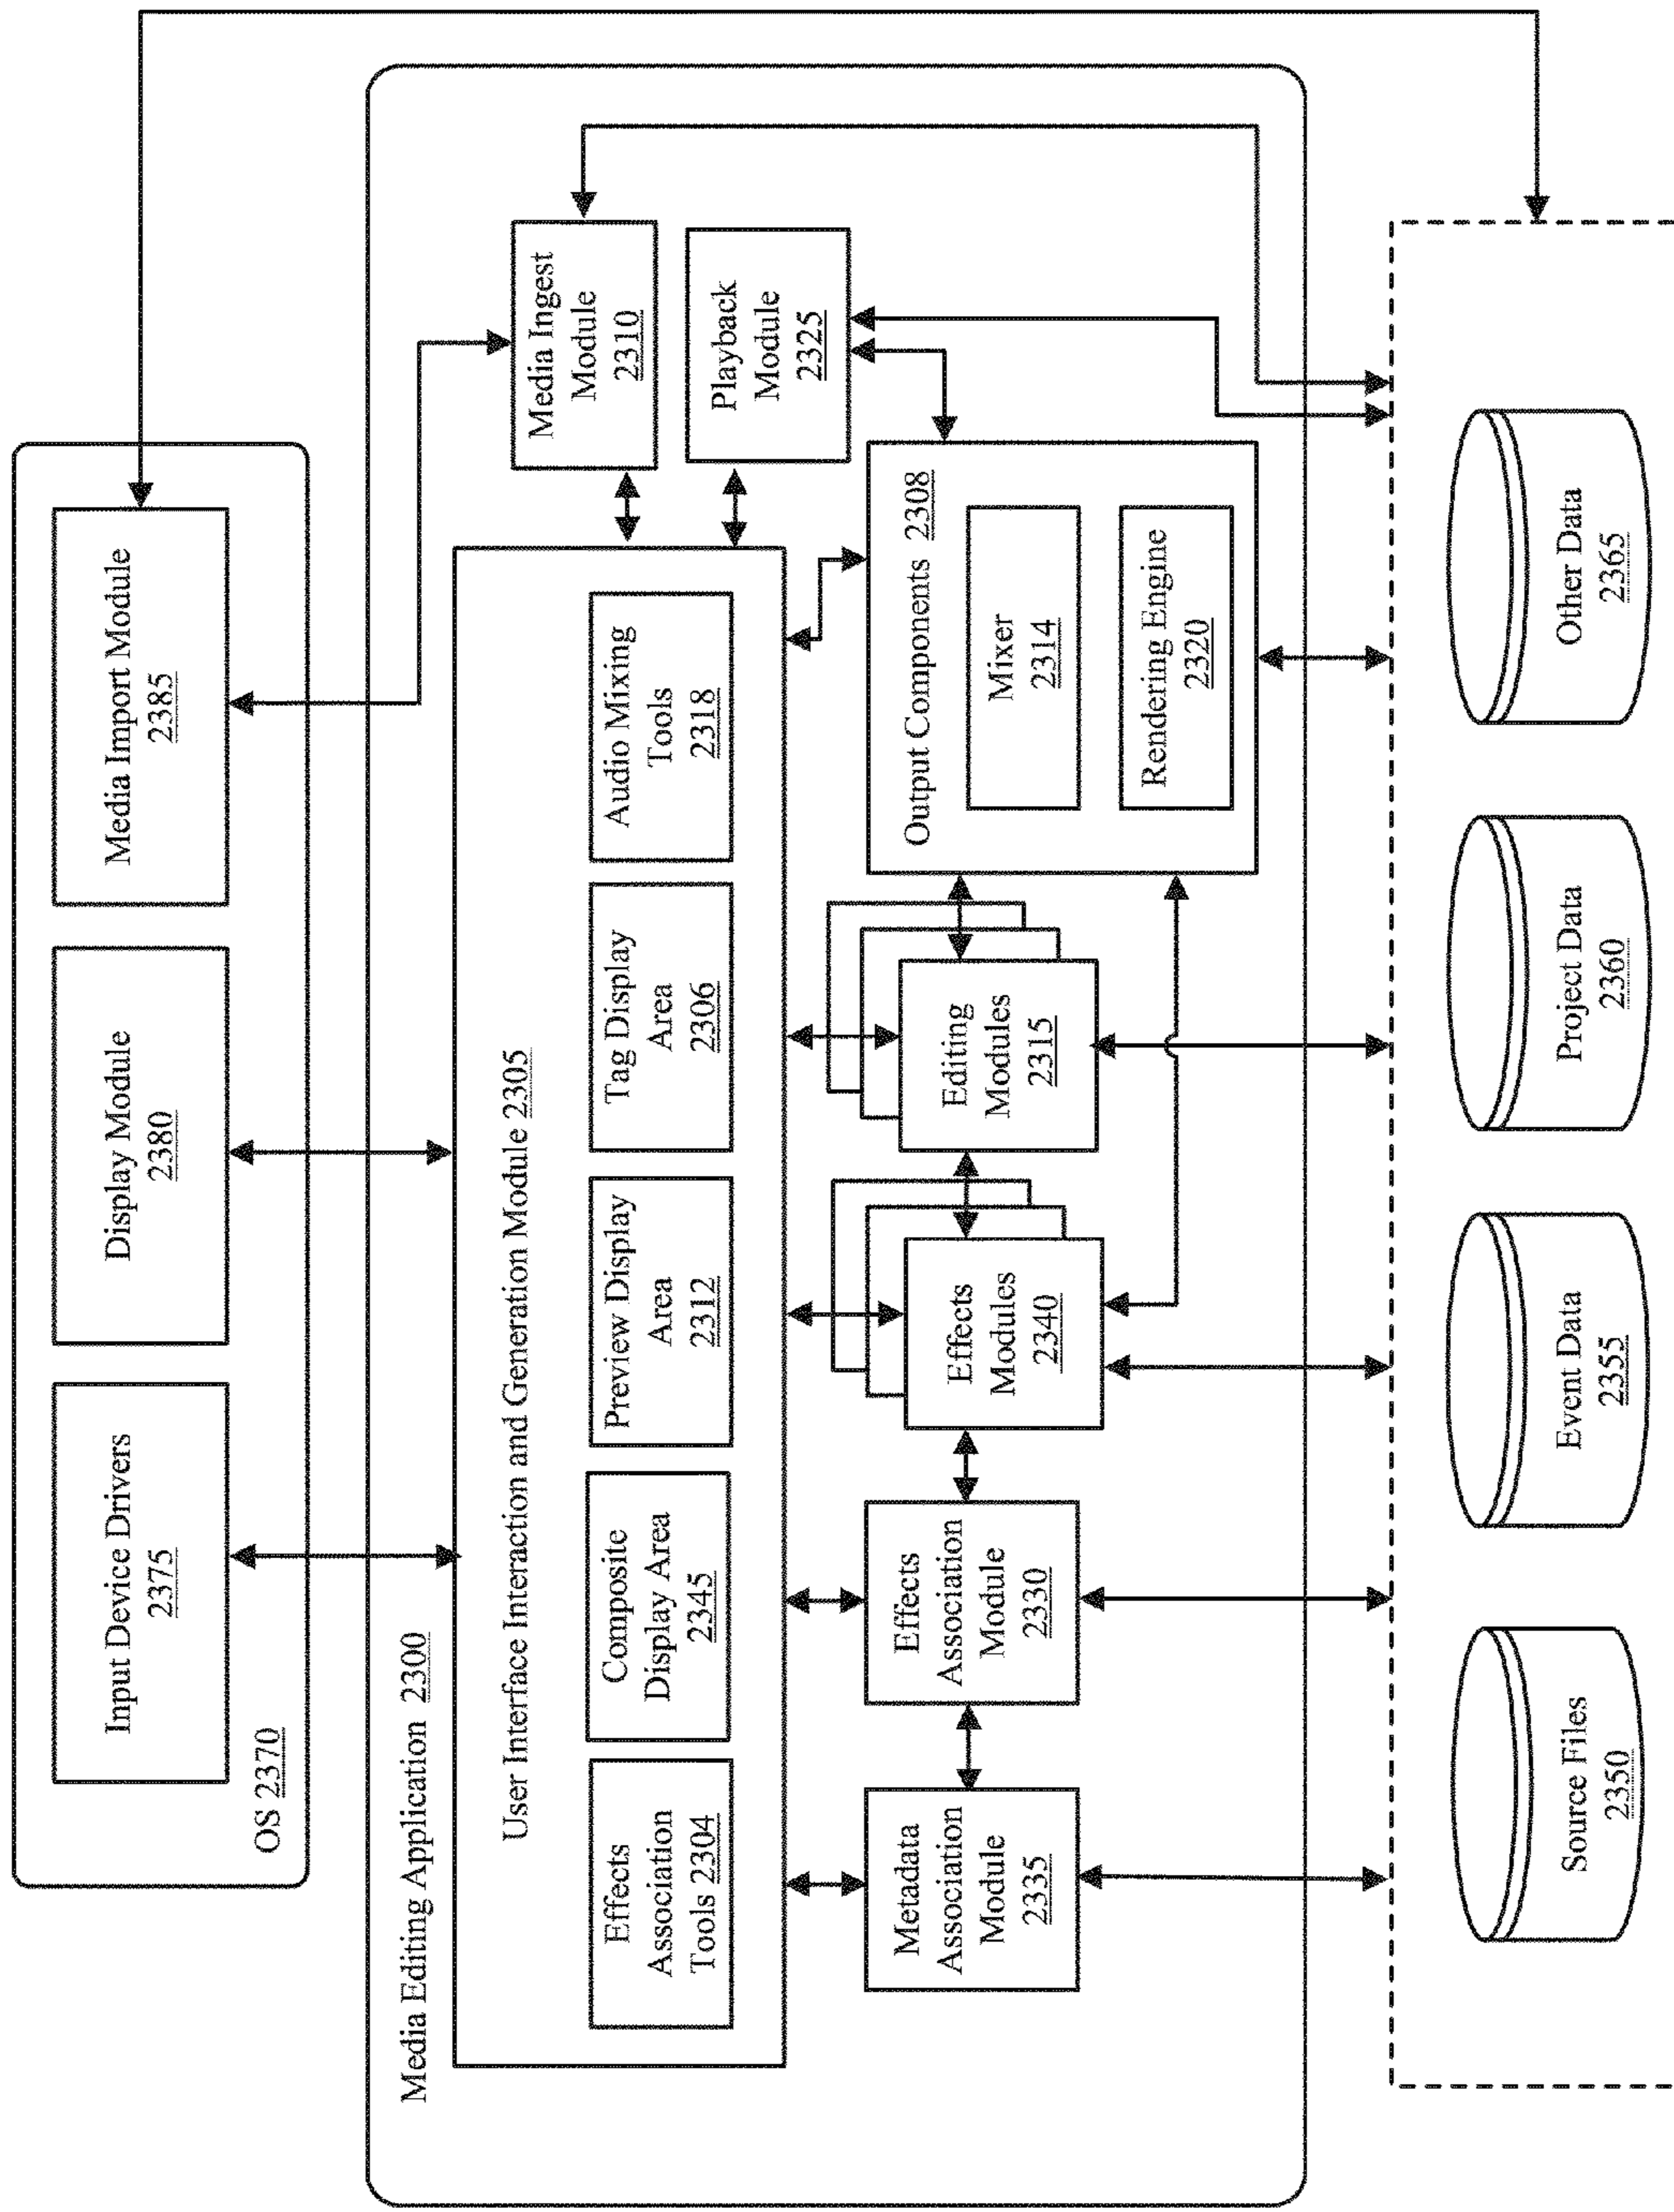 Input Device Drivers
2375
Display Module
2380
Media Import Module
2385
OS 2370
Media Editing Application 2300
User Interface Interaction and Generation Module 2305
Effects
Association
Tools 2304
Composite
Display Area
2345
Preview Display
Area
2312
Tag Display
Area
2306
Audio Mixing
Tools
2318
Media Ingest
Module
2310
Playback
Module
2325
Metadata
Association
Module
2335
Effects
Association
Module
2330
Effects
Modules
2340
Editing
Modules
2315
Output Components 2308
Mixer
2314
Rendering Engine
2320
Source Files
2350
Event Data
2355
Project Data
2360
Other Data
2365